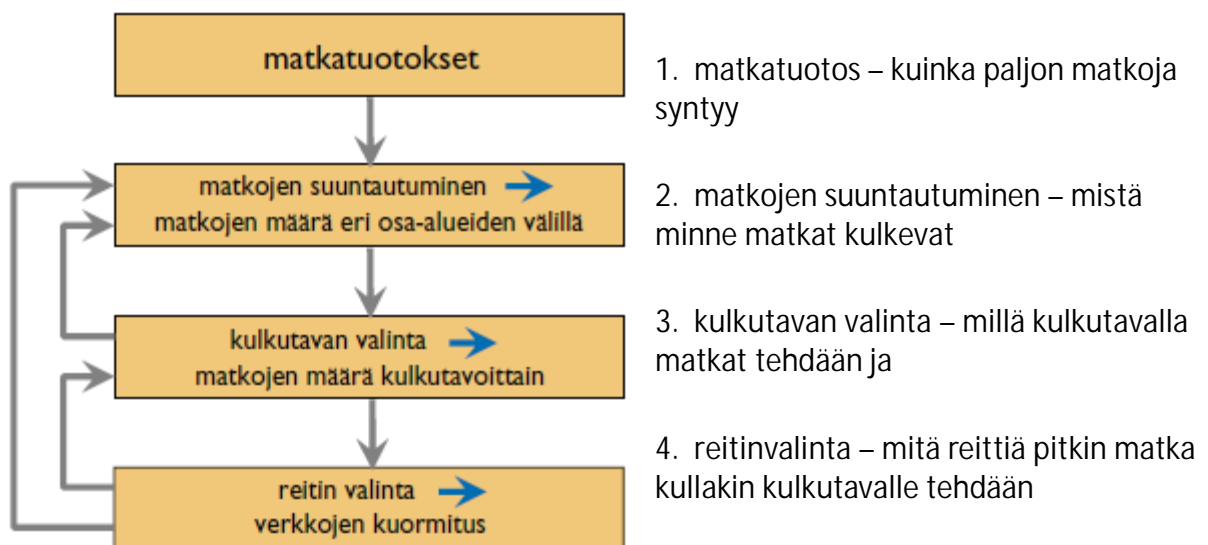 matkatuotokset
1. matkatuotos – kuinka paljon matkoja
syntyy
matkojen suuntautuminen
matkojen määrä eri osa-alueiden välillä
2. matkojen suuntautuminen – mistä
minne matkat kulkevat
kulkutavan valinta
matkojen määrä kulkutavoittain
3. kulkutavan valinta – millä kulkutavalla
matkat tehdään ja
reitin valinta
verkkojen kuormitus
4. reitinvalinta – mitä reittiä pitkin matka
kullakin kulkutavalle tehdään